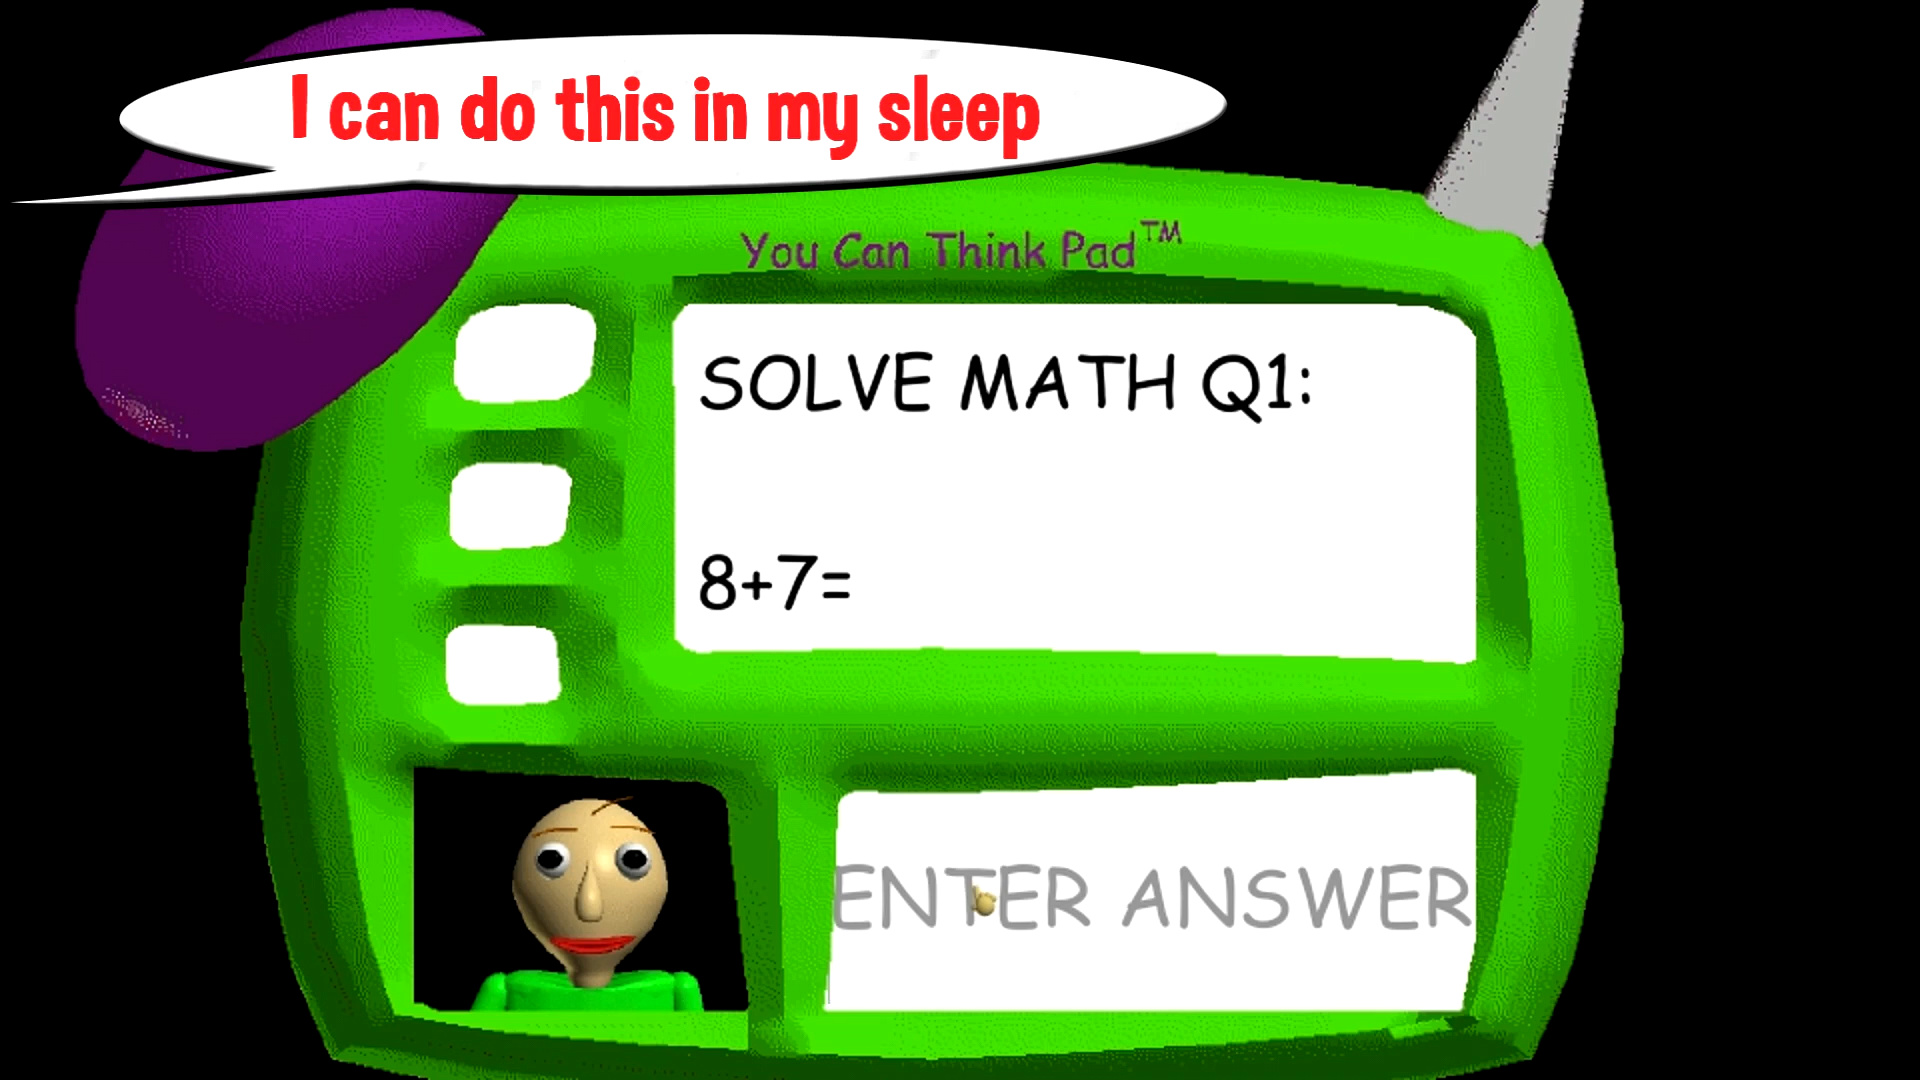 I can do this in my sleep
You Can Think Pad™
SOLVE MATH Q1:
8+7=
ENTER ANSWER